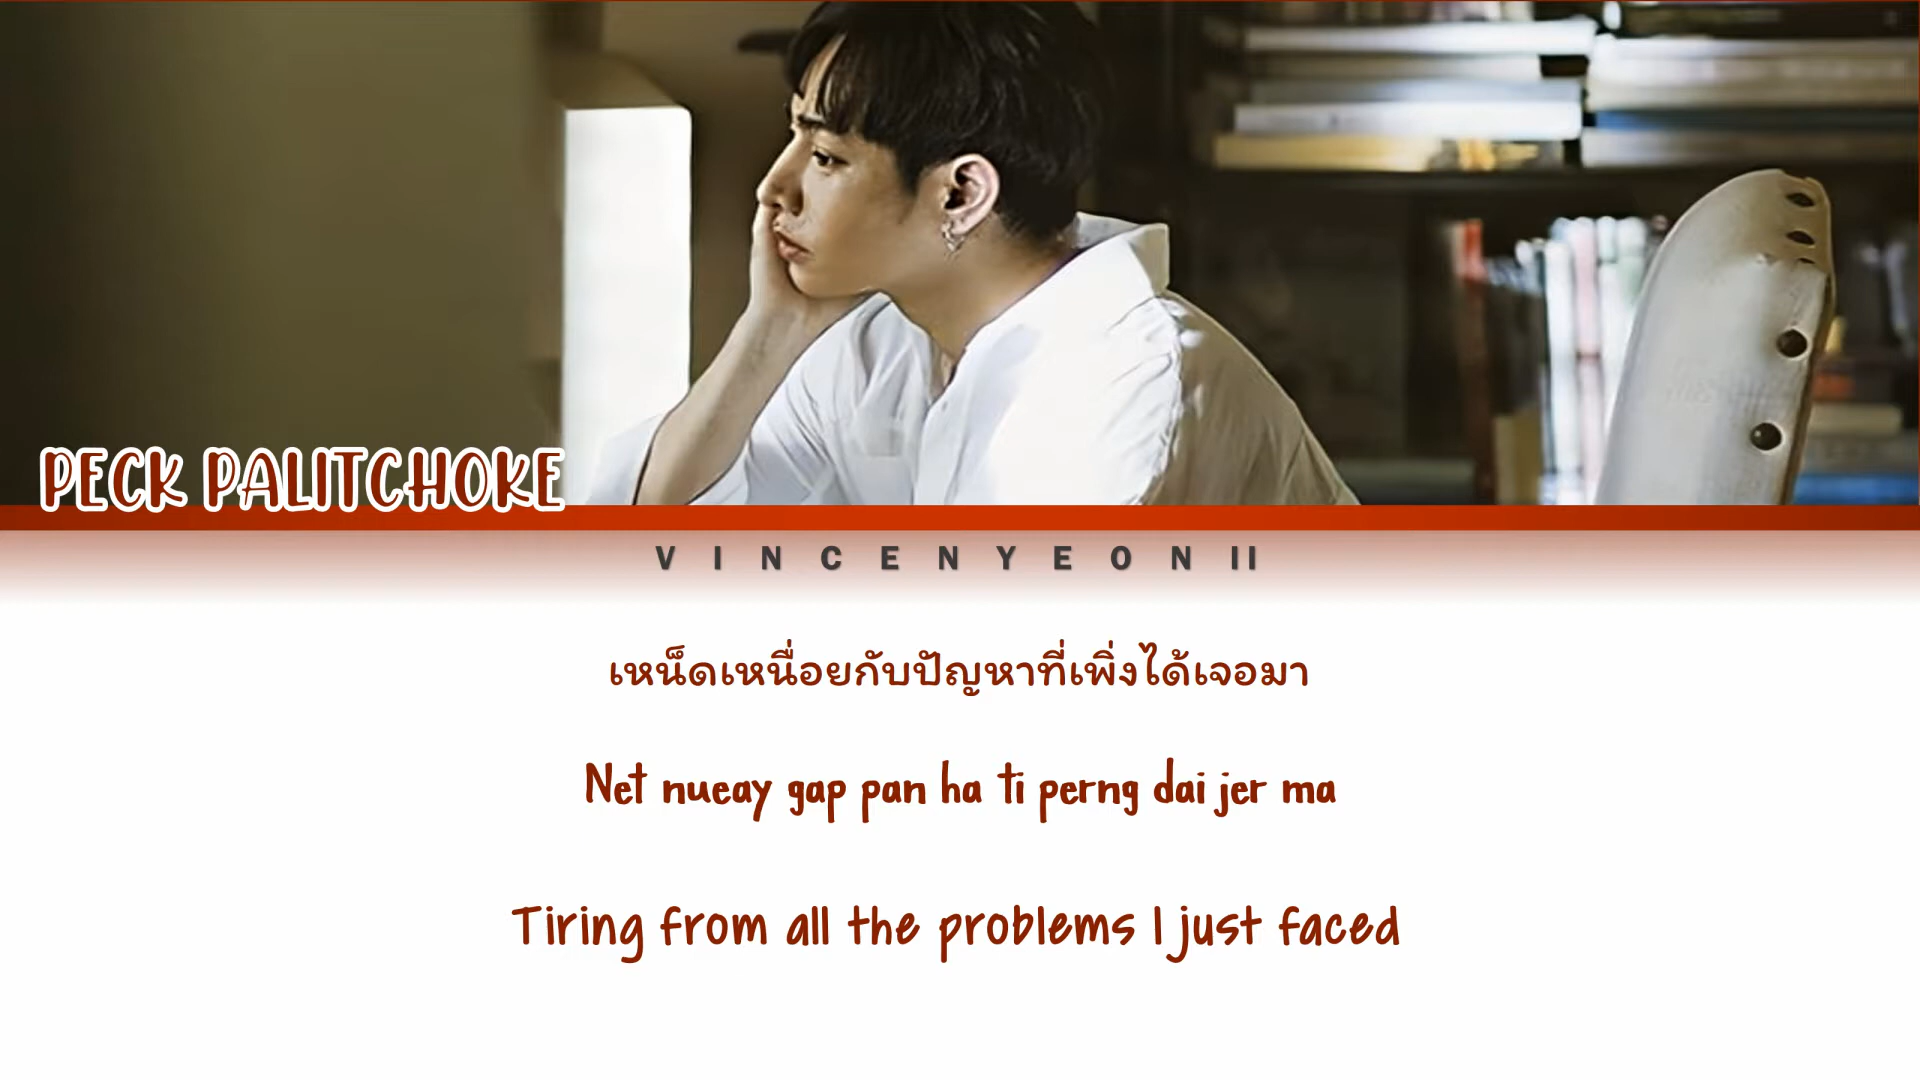 PECK PALITCHOKE
VINCENYEON II
เหน็ดเหนื่อยกับปัญหาที่เพิ่งได้เจอมา
Net nueay gap pan ha ti perng dai jer ma
Tiring from all the problems I just faced